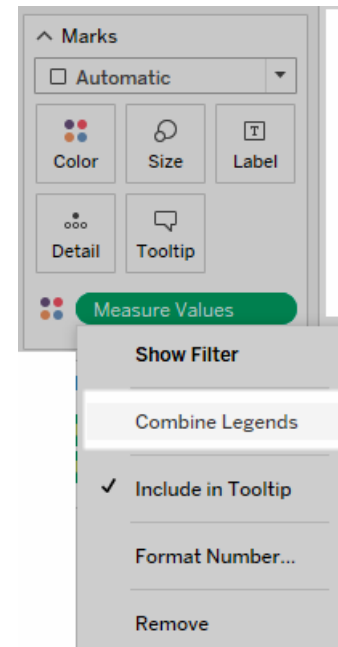 Marks
Automatic
Color Size Label
Detail Tooltip
Measure Values
Show Filter
Combine Legends
Include in Tooltip
Format Number...
Remove